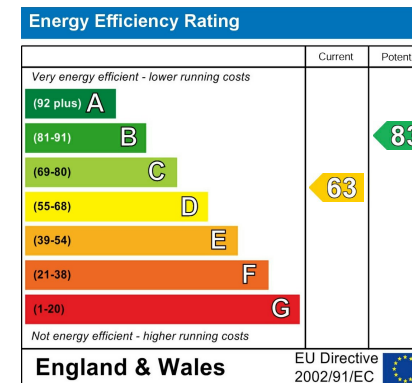 Energy Efficiency Rating
Current Potent
Very energy efficient - lower running costs
(92 plus) A
(81-91) B
83
(69-80) C
63
(55-68) D
(39-54) E
(21-38) F
(1-20) G
Not energy efficient - higher running costs
England & Wales
EU Directive
2002/91/EC